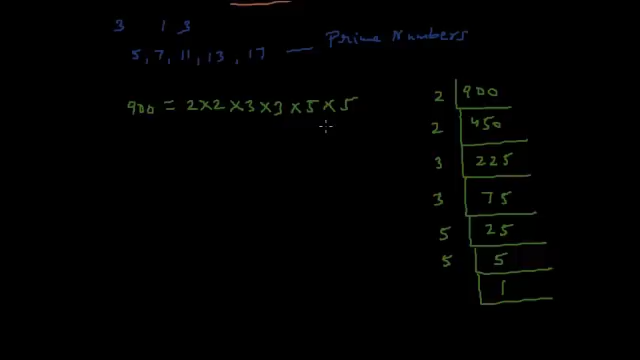 3 1 3
5, 7, 11, 13, 17 — Prime Numbers
900 = 2×2×3×3×5×5
2 900
2 450
3 225
3 75
5 25
5 5
1